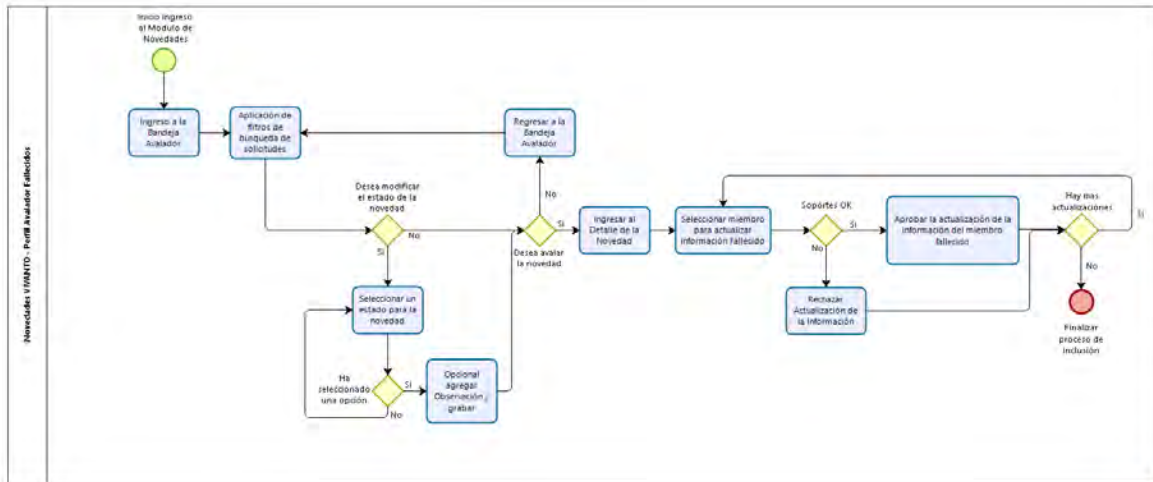 Novedades VIVANTO - Perfil Avalador Fallecidos
Inicio Ingreso
al Modulo de
Novedades
Ingreso a la
Bandeja
Avalador
Aplicación de
filtros de
busqueda de
solicitudes
Regresar a la
Bandeja
Avalador
No
Desea modificar
el estado de la
novedad
No
Si
Desea avalar
la novedad
Si
Ingresar al
Detalle de la
Novedad
Seleccionar miembro
para actualizar
información fallecido
Soportes OK
Si
No
Aprobar la actualización de la
información del miembro
fallecido
Hay mas
actualizaciones
Si
No
Rechazar
Actualización de
la Información
Finalizar
proceso de
inclusión
Seleccionar un
estado para la
novedad
Ha
seleccionado
una opción
Si
No
Opcional
agregar
Observación y
grabar